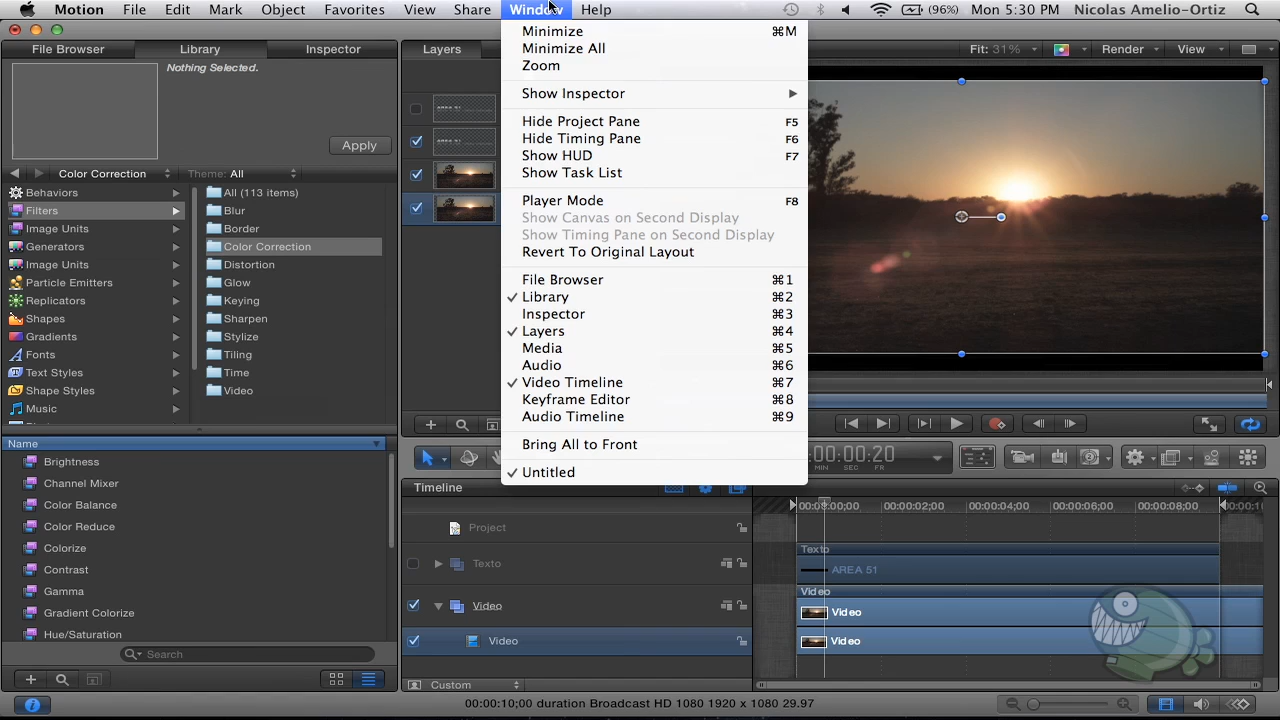 Motion File Edit Mark Object Favorites View Share Window Help (96%) Mon 5:30 PM Nicolas Amelio-Ortiz
File Browser Library Inspector Layers Fit: 31% Render View
Nothing Selected.
Apply
Color Correction Theme: All
Behaviors
Filters
Image Units
Generators
Image Units
Particle Emitters
Replicators
Shapes
Gradients
Fonts
Text Styles
Shape Styles
Music
All (113 items)
Blur
Border
Color Correction
Distortion
Glow
Keying
Sharpen
Stylize
Tiling
Time
Video
Name
Brightness
Channel Mixer
Color Balance
Color Reduce
Colorize
Contrast
Gamma
Gradient Colorize
Hue/Saturation
Search
Minimize ⌘M
Minimize All
Zoom
Show Inspector
Hide Project Pane F5
Hide Timing Pane F6
Show HUD F7
Show Task List
Player Mode F8
Show Canvas on Second Display
Show Timing Pane on Second Display
Revert To Original Layout
File Browser ⌘1
Library ⌘2
Inspector ⌘3
Layers ⌘4
Media ⌘5
Audio ⌘6
Video Timeline ⌘7
Keyframe Editor ⌘8
Audio Timeline ⌘9
Bring All to Front
Untitled
00:00:00:20
MIN SEC FR
Timeline
00:00:00;00 00:00:02;00 00:00:04;00 00:00:06;00 00:00:08;00
Project
Texto
Texto
AREA 51
Video
Video
Video
Video
Video
Custom
00:00:10;00 duration Broadcast HD 1080 1920 x 1080 29.97